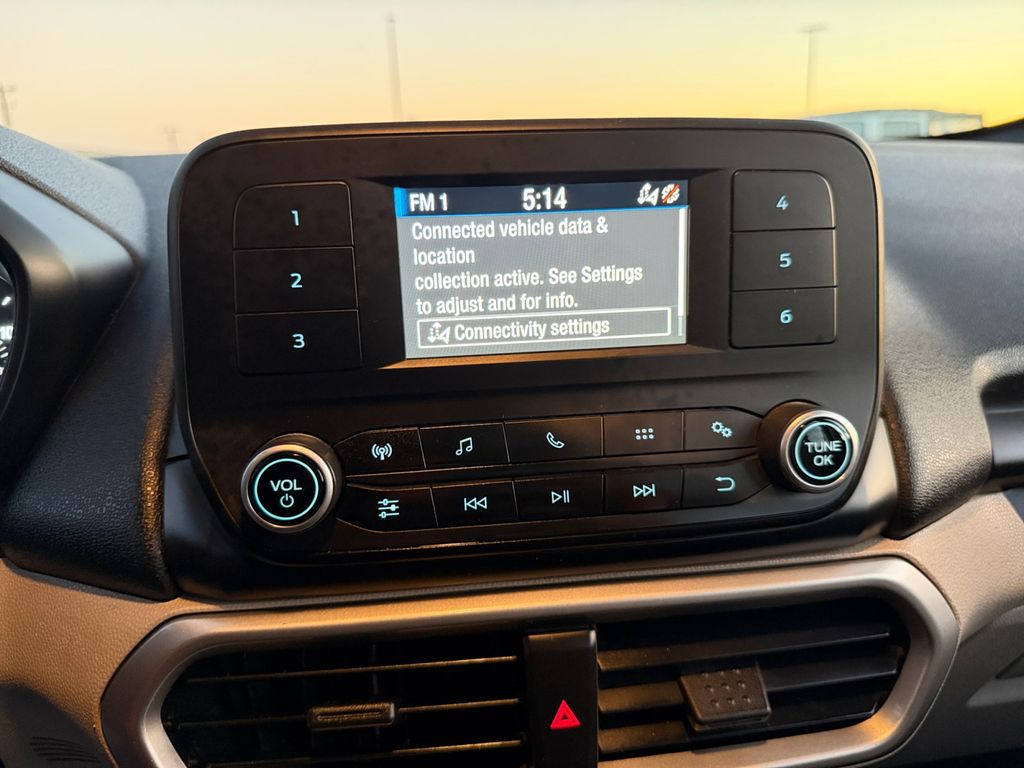 FM 1 5:14
Connected vehicle data &
location
collection active. See Settings
to adjust and for info.
Connectivity settings
1
2
3
4
5
6
VOL
TUNE
OK